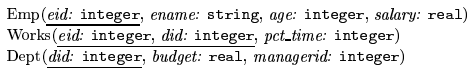 Emp(eid: integer, ename: string, age: integer, salary: real)
Works(eid: integer, did: integer, pct_time: integer)
Dept(did: integer, budget: real, managerid: integer)